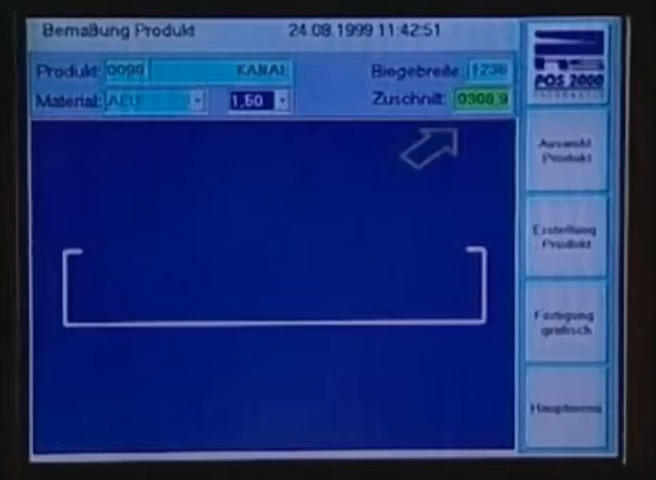 Bemaßung Produkt 24.08.1999 11:42:51
Produkt: 0099 KANAL Biegebreite: 1236
Material: 1,50 Zuschnitt: 0308,9
POS 2000
Auswahl
Produkt
Erstellung
Produkt
Fertigung
grafisch
Hauptmenü